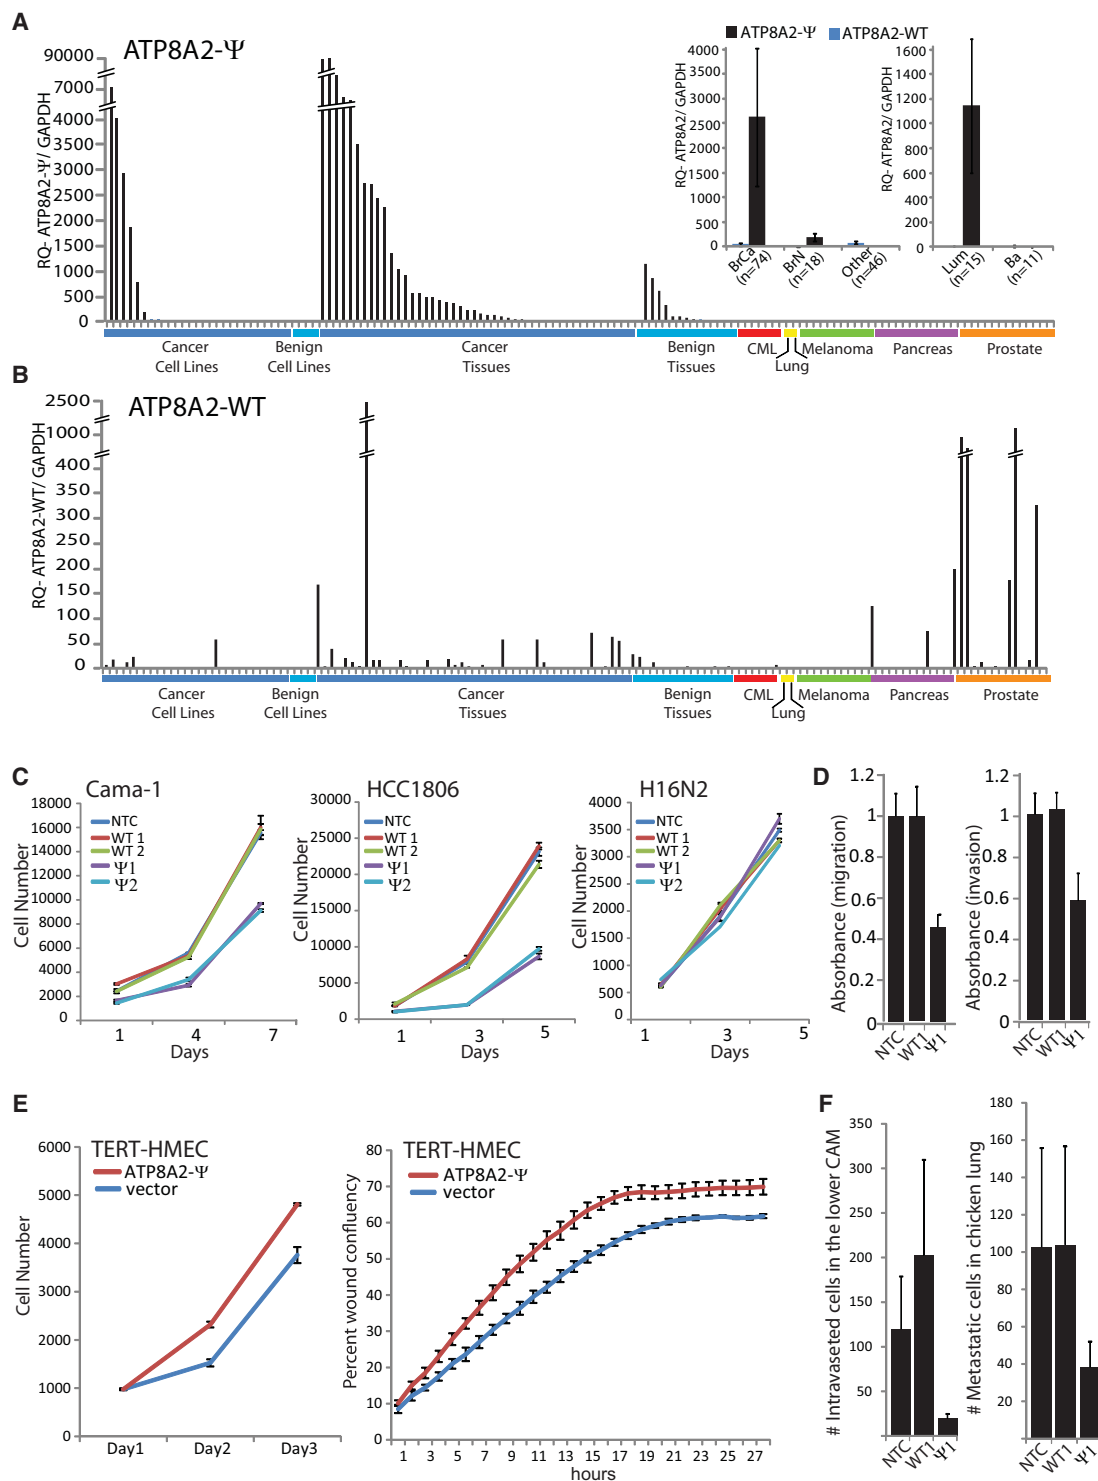 A
ATP8A2-Ψ
RQ- ATP8A2-Ψ/ GAPDH
90000
7000
4000
3500
3000
2500
2000
1500
1000
500
0
Cancer
Cell Lines
Benign
Cell Lines
Cancer
Tissues
Benign
Tissues
CML
Lung
Melanoma
Pancreas
Prostate
ATP8A2-Ψ
ATP8A2-WT
RQ- ATP8A2/ GAPDH
4000
3500
3000
2500
2000
1500
1000
500
0
BrCa
(n=74)
BrN
(n=18)
Other
(n=46)
RQ- ATP8A2/ GAPDH
1600
1400
1200
1000
800
600
400
200
0
Lum
(n=15)
Ba
(n=11)
B
ATP8A2-WT
RQ- ATP8A2-WT/ GAPDH
2500
1000
400
350
300
200
150
100
50
0
Cancer
Cell Lines
Benign
Cell Lines
Cancer
Tissues
Benign
Tissues
CML
Lung
Melanoma
Pancreas
Prostate
C
Cama-1
Cell Number
18000
16000
14000
12000
10000
8000
6000
4000
2000
0
NTC
WT 1
WT 2
Ψ1
Ψ2
1
4
7
Days
HCC1806
Cell Number
30000
25000
20000
15000
10000
5000
0
NTC
WT 1
WT 2
Ψ1
Ψ2
1
3
5
Days
H16N2
Cell Number
4000
3500
3000
2500
2000
1500
1000
500
0
NTC
WT 1
WT 2
Ψ1
Ψ2
1
3
5
Days
D
Absorbance (migration)
1.2
1
0.8
0.6
0.4
0.2
0
NTC
WT1
Ψ1
Absorbance (invasion)
1.2
1
0.8
0.6
0.4
0.2
0
NTC
WT1
Ψ1
E
TERT-HMEC
ATP8A2-Ψ
vector
Cell Number
6000
5000
4000
3000
2000
1000
0
Day1
Day2
Day3
TERT-HMEC
ATP8A2-Ψ
vector
Percent wound confluency
80
70
60
50
40
30
20
10
0
1 3 5 7 9 11 13 15 17 19 21 23 25 27
hours
F
# Intravaseted cells in the lower CAM
350
300
250
200
150
100
50
NTC
WT1
Ψ1
# Metastatic cells in chicken lung
180
160
140
120
100
80
60
40
20
NTC
WT1
Ψ1